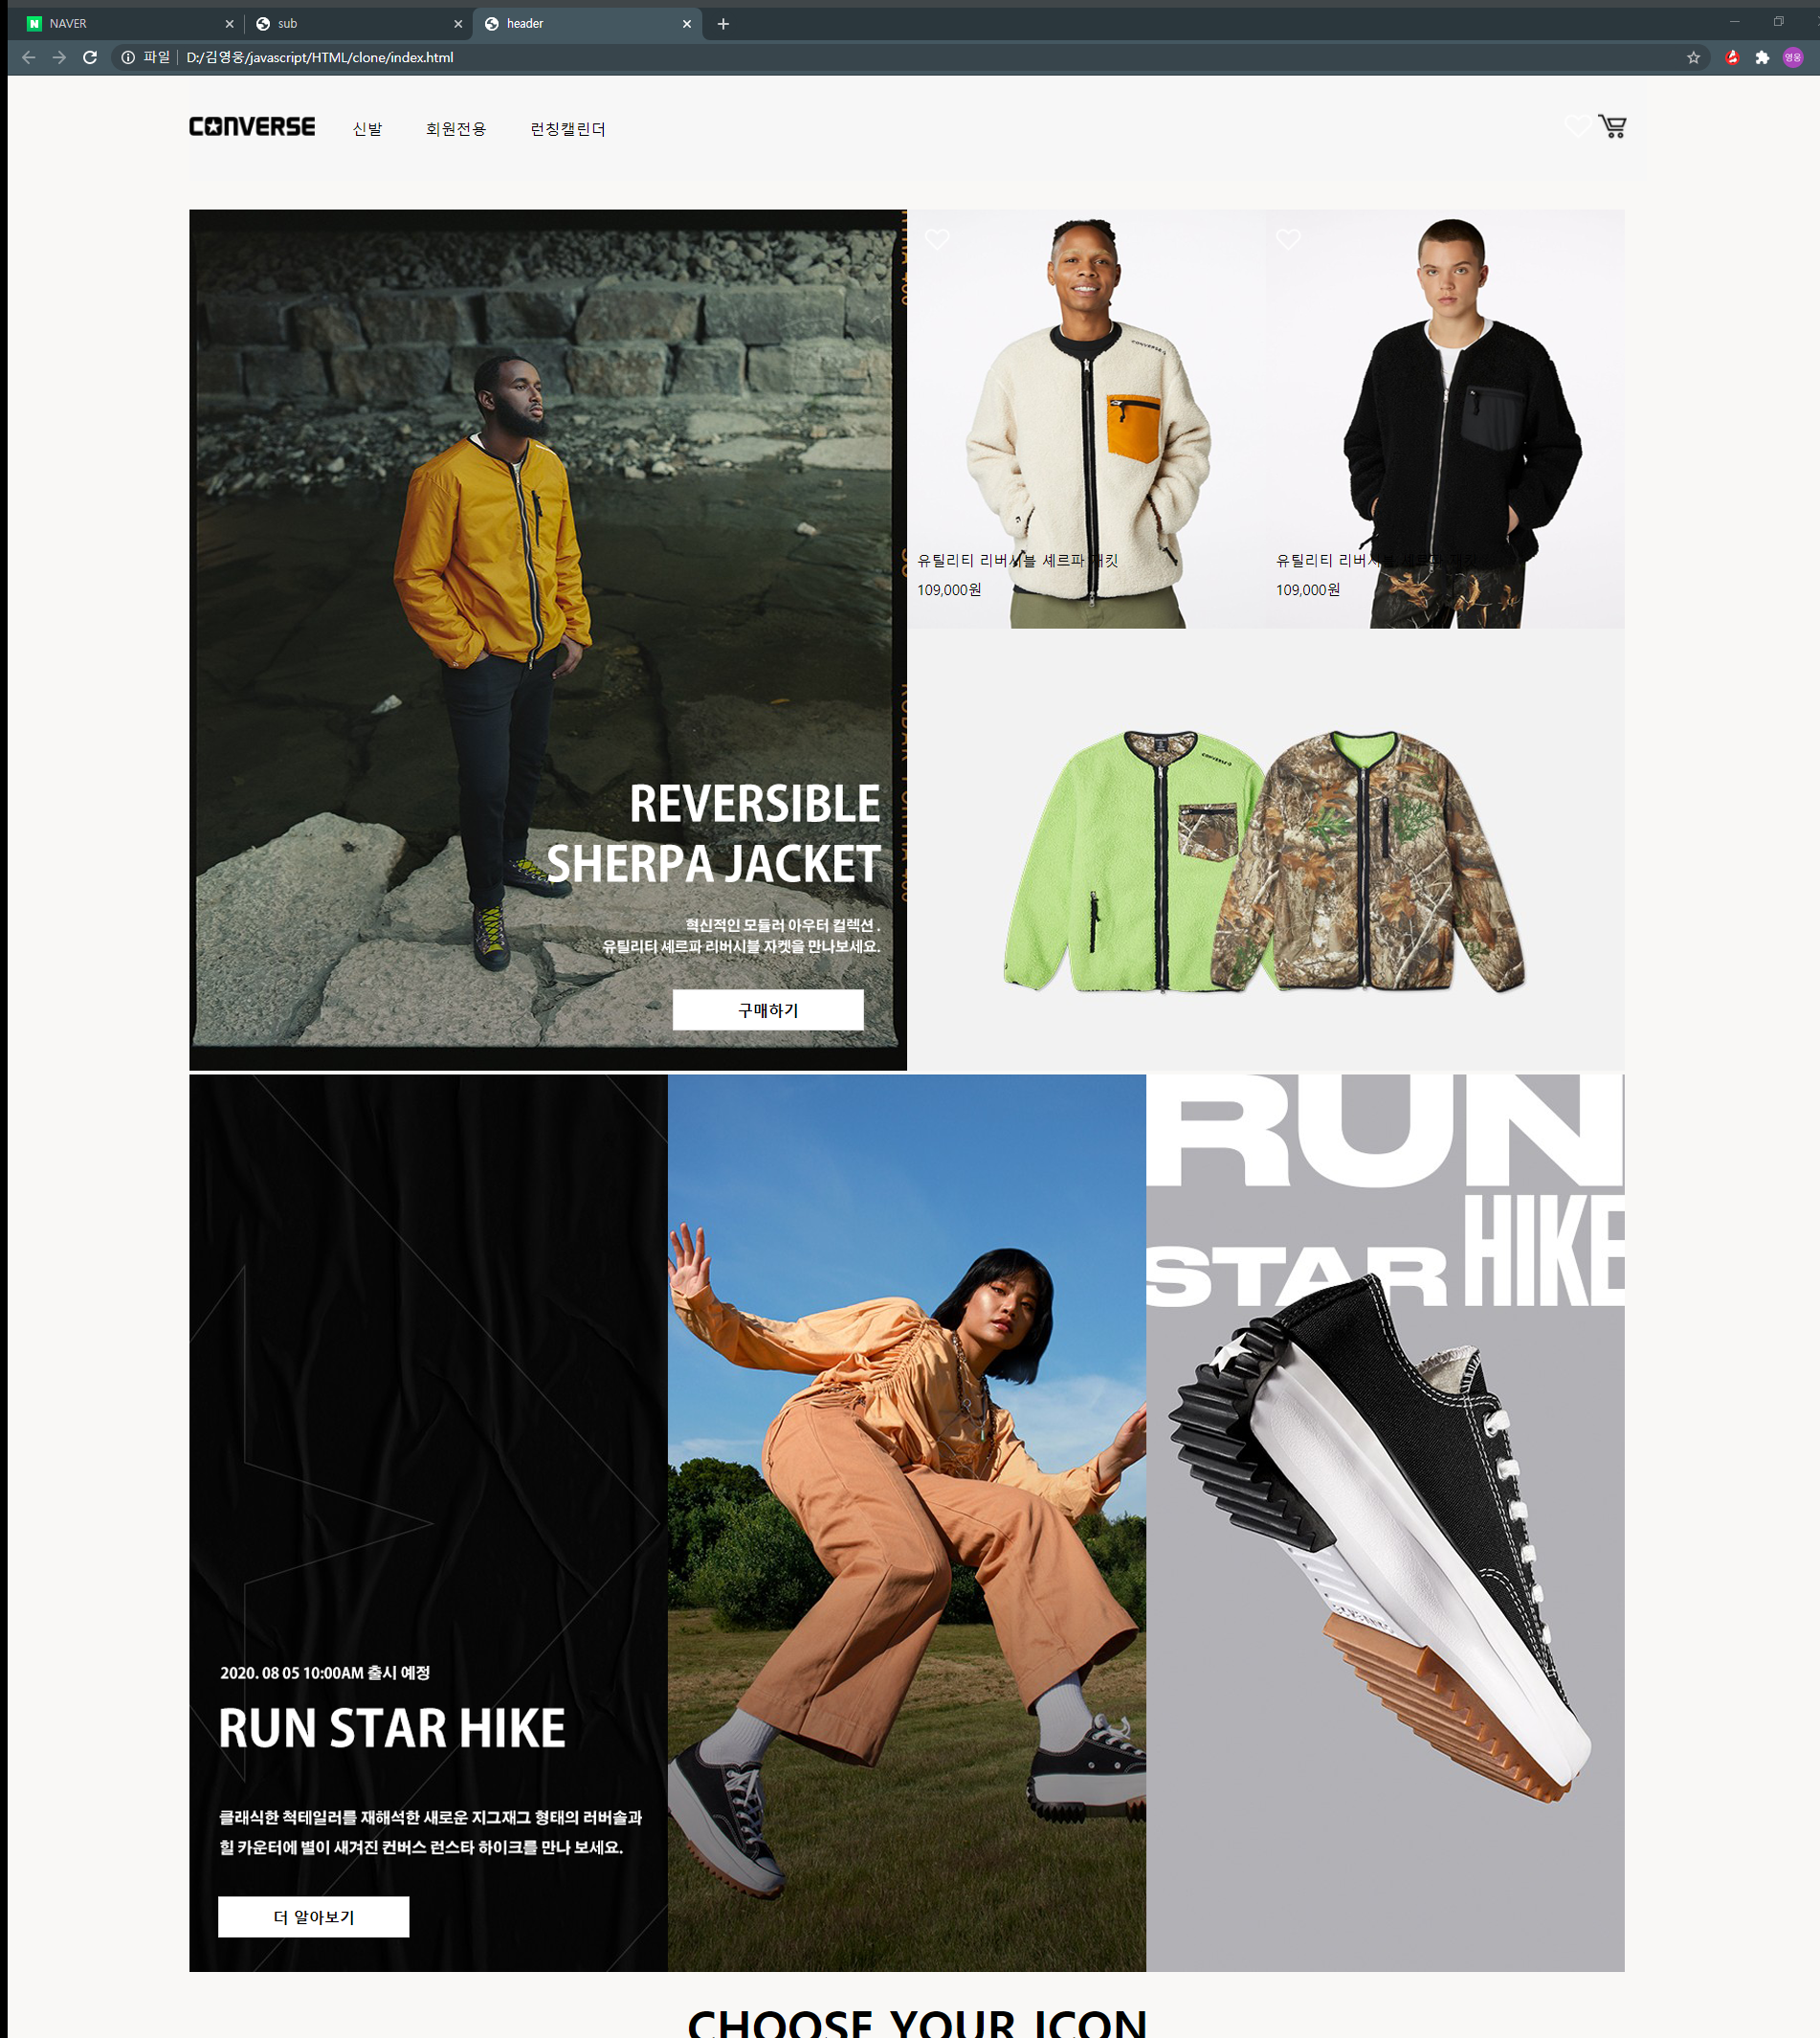 NAVER
sub
header
파일
D:/김영웅/javascript/HTML/clone/index.html
영웅
CONVERSE
신발
회원전용
런칭캘린더
CONVERSE
유틸리티 리버시블 셰르파 재킷
109,000원
유틸리티 리버시블 셰르파 재킷
109,000원
REVERSIBLE
SHERPA JACKET
혁신적인 모듈러 아우터 컬렉션 .
유틸리티 셰르파 리버시블 자켓을 만나보세요.
구매하기
CONVERSE
RUN
STAR HIKE
2020. 08 05 10:00AM 출시 예정
RUN STAR HIKE
클래식한 척테일러를 재해석한 새로운 지그재그 형태의 러버솔과
힐 카운터에 별이 새겨진 컨버스 런스타 하이크를 만나 보세요.
더 알아보기
CHOOSE YOUR ICON